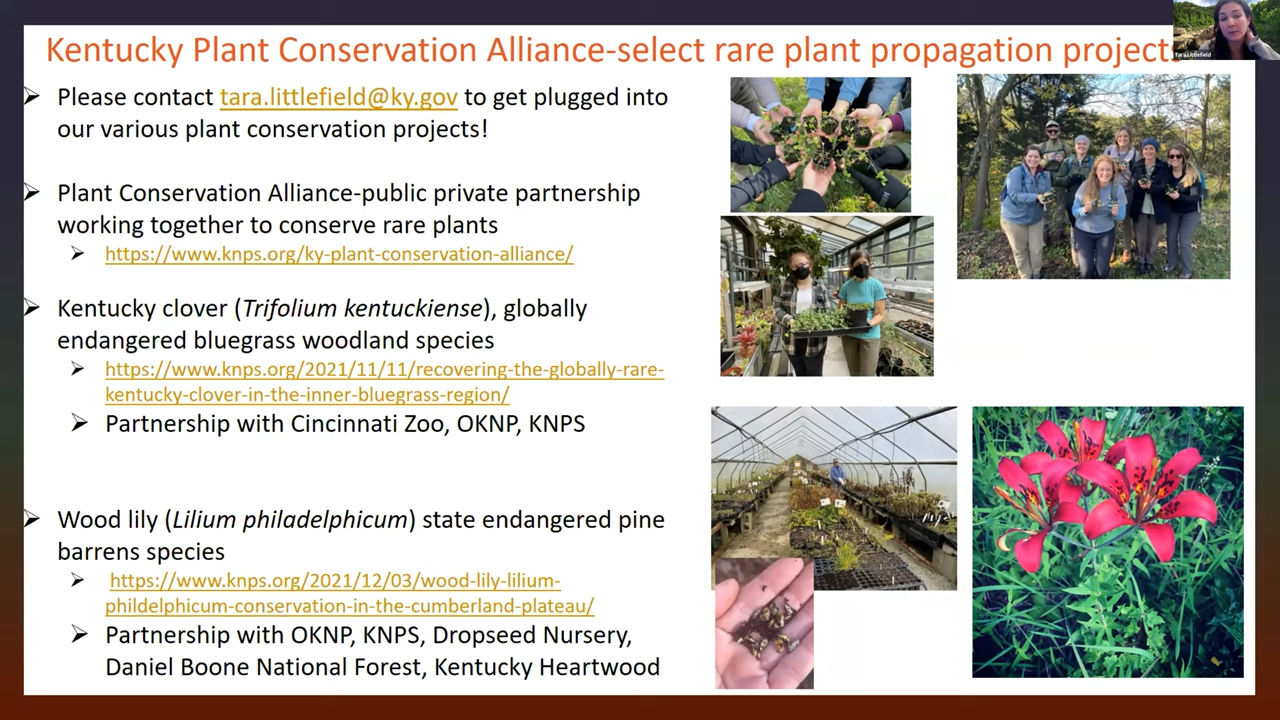 Kentucky Plant Conservation Alliance-select rare plant propagation projects
Tara Littlefield
➢ Please contact tara.littlefield@ky.gov to get plugged into
our various plant conservation projects!
➢ Plant Conservation Alliance-public private partnership
working together to conserve rare plants
➢ https://www.knps.org/ky-plant-conservation-alliance/
➢ Kentucky clover (Trifolium kentuckiense), globally
endangered bluegrass woodland species
➢ https://www.knps.org/2021/11/11/recovering-the-globally-rare-
kentucky-clover-in-the-inner-bluegrass-region/
➢ Partnership with Cincinnati Zoo, OKNP, KNPS
➢ Wood lily (Lilium philadelphicum) state endangered pine
barrens species
➢ https://www.knps.org/2021/12/03/wood-lily-lilium-
phildelphicum-conservation-in-the-cumberland-plateau/
➢ Partnership with OKNP, KNPS, Dropseed Nursery,
Daniel Boone National Forest, Kentucky Heartwood